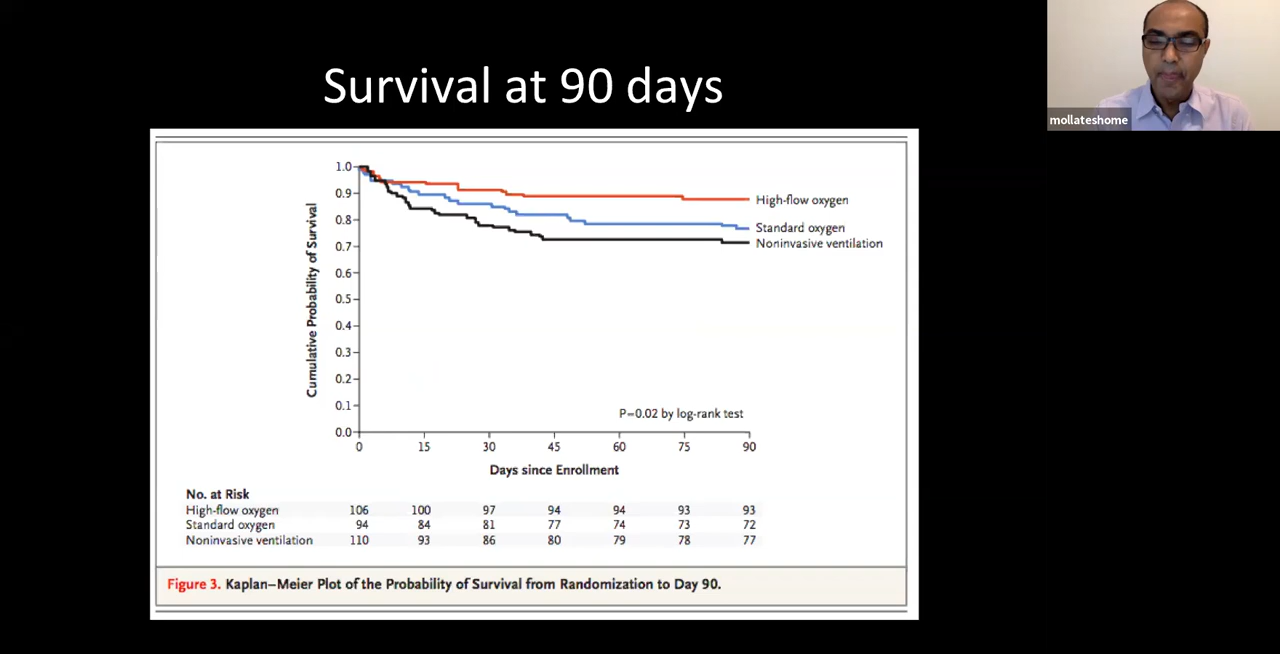 Survival at 90 days
mollateshome
1.0
0.9
0.8
0.7
0.6
0.5
0.4
0.3
0.2
0.1
0.0
Cumulative Probability of Survival
High-flow oxygen
Standard oxygen
Noninvasive ventilation
P=0.02 by log-rank test
0 15 30 45 60 75 90
Days since Enrollment
No. at Risk
High-flow oxygen 106 100 97 94 94 93 93
Standard oxygen 94 84 81 77 74 73 72
Noninvasive ventilation 110 93 86 80 79 78 77
Figure 3. Kaplan–Meier Plot of the Probability of Survival from Randomization to Day 90.